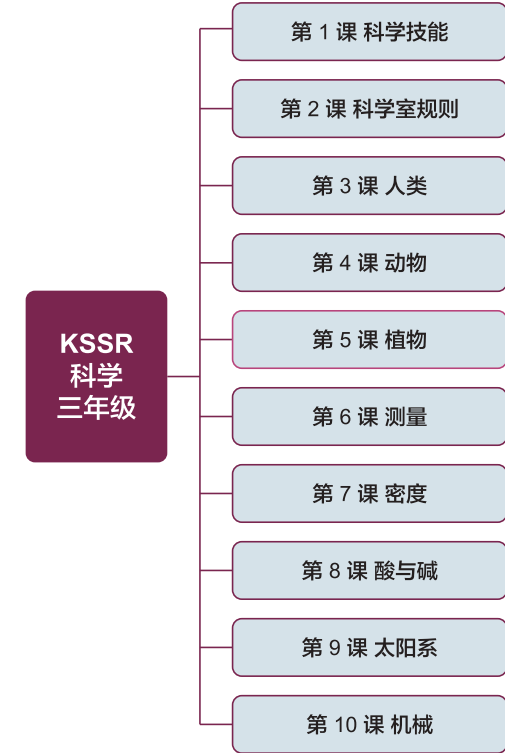 KSSR
科学
三年级
第 1 课 科学技能
第 2 课 科学室规则
第 3 课 人类
第 4 课 动物
第 5 课 植物
第 6 课 测量
第 7 课 密度
第 8 课 酸与碱
第 9 课 太阳系
第 10 课 机械